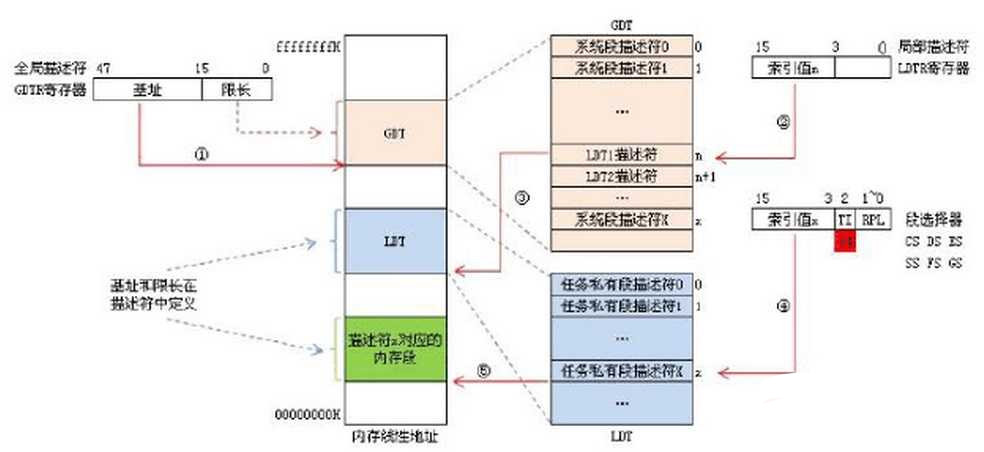 GDT
ffffffffH
全局描述符 47 15 0
GDTR寄存器 基址 限长
系统段描述符0 0
系统段描述符1 1
...
LDT1描述符 n
LDT2描述符 n+1
...
系统段描述符X x
15 3 0 局部描述符
索引值n LDTR寄存器
①
GDT
②
③
15 3 2 1~0
索引值x TI RPL 段选择器
CS DS ES
SS FS GS
LDT
基址和限长在
描述符中定义
任务私有段描述符0 0
任务私有段描述符1 1
...
任务私有段描述符X x
...
④
描述符x对应的
内存段
⑤
00000000H
内存线性地址
LDT